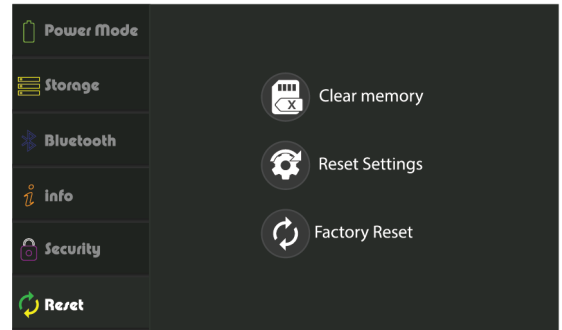 Power Mode
Storage
Bluetooth
info
Security
Reset
X
Clear memory
Reset Settings
Factory Reset